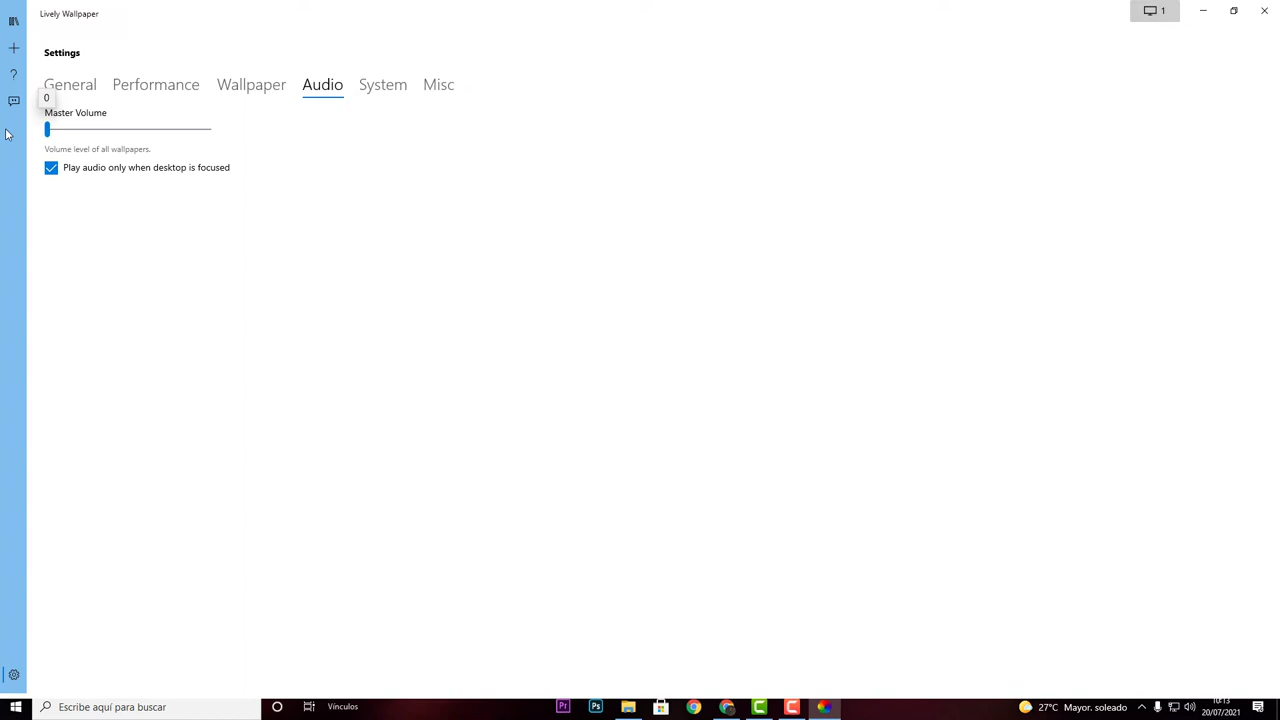 Lively Wallpaper
1
Settings
General Performance Wallpaper Audio System Misc
0
Master Volume
Volume level of all wallpapers.
Play audio only when desktop is focused
Escribe aquí para buscar
Vínculos
Pr
Ps
27°C Mayor. soleado
10:13
20/07/2021